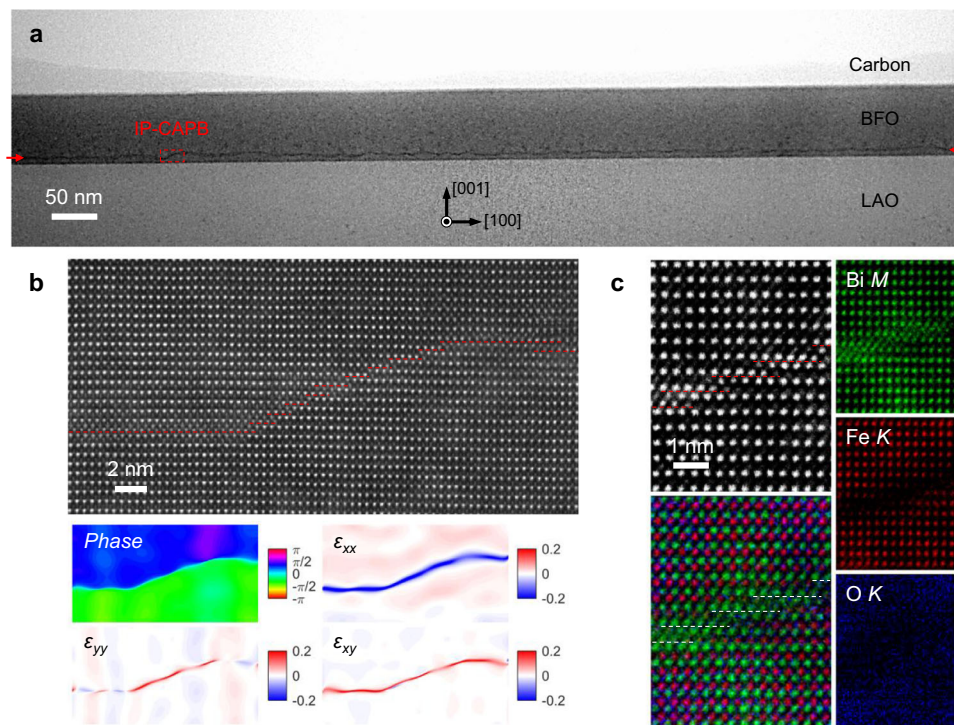 a
Carbon
BFO
IP-CAPB
LAO
50 nm
[001]
[100]
b
2 nm
Phase
π
π/2
0
-π/2
-π
εxx
0.2
0
-0.2
εyy
0.2
0
-0.2
εxy
0.2
0
-0.2
c
1 nm
Bi M
Fe K
O K